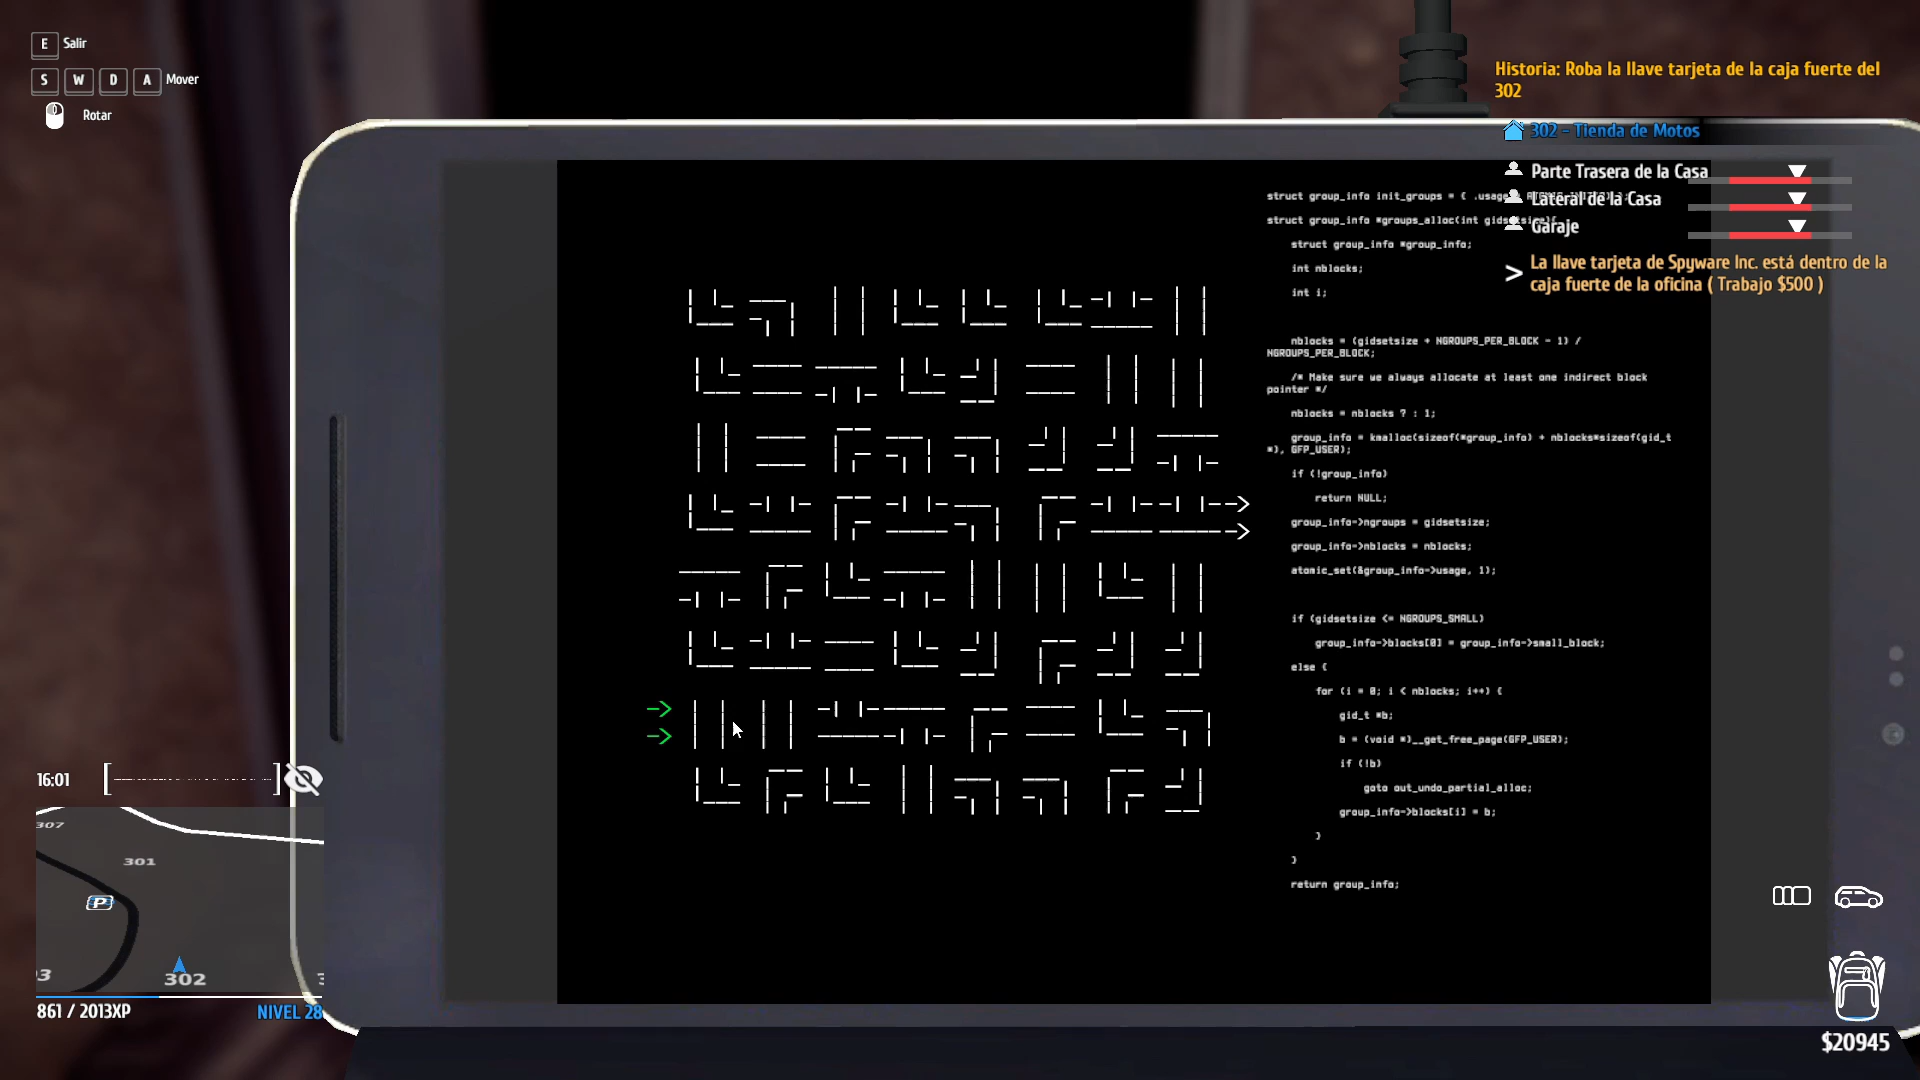 E Salir
S W D A Mover
Rotar
Historia: Roba la llave tarjeta de la caja fuerte del
302
302 - Tienda de Motos
Parte Trasera de la Casa
Lateral de la Casa
Garaje
> La llave tarjeta de Spyware Inc. está dentro de la
caja fuerte de la oficina ( Trabajo $500 )
struct group_info init_groups = { .usage
struct group_info *groups_alloc(int gidsetsize){
struct group_info *group_info;
int nblocks;
int i;
nblocks = (gidsetsize + NGROUPS_PER_BLOCK - 1) /
NGROUPS_PER_BLOCK;
/* Make sure we always allocate at least one indirect block
pointer */
nblocks = nblocks ? : 1;
group_info = kmalloc(sizeof(*group_info) + nblocks*sizeof(gid_t
*), GFP_USER);
if (!group_info)
return NULL;
group_info->ngroups = gidsetsize;
group_info->nblocks = nblocks;
atomic_set(&group_info->usage, 1);
if (gidsetsize <= NGROUPS_SMALL)
group_info->blocks[0] = group_info->small_block;
else {
for (i = 0; i < nblocks; i++) {
gid_t *b;
b = (void *)__get_free_page(GFP_USER);
if (!b)
goto out_undo_partial_alloc;
group_info->blocks[i] = b;
}
}
return group_info;
16:01
307
301
P
3
302
861 / 2013XP
NIVEL 28
$20945